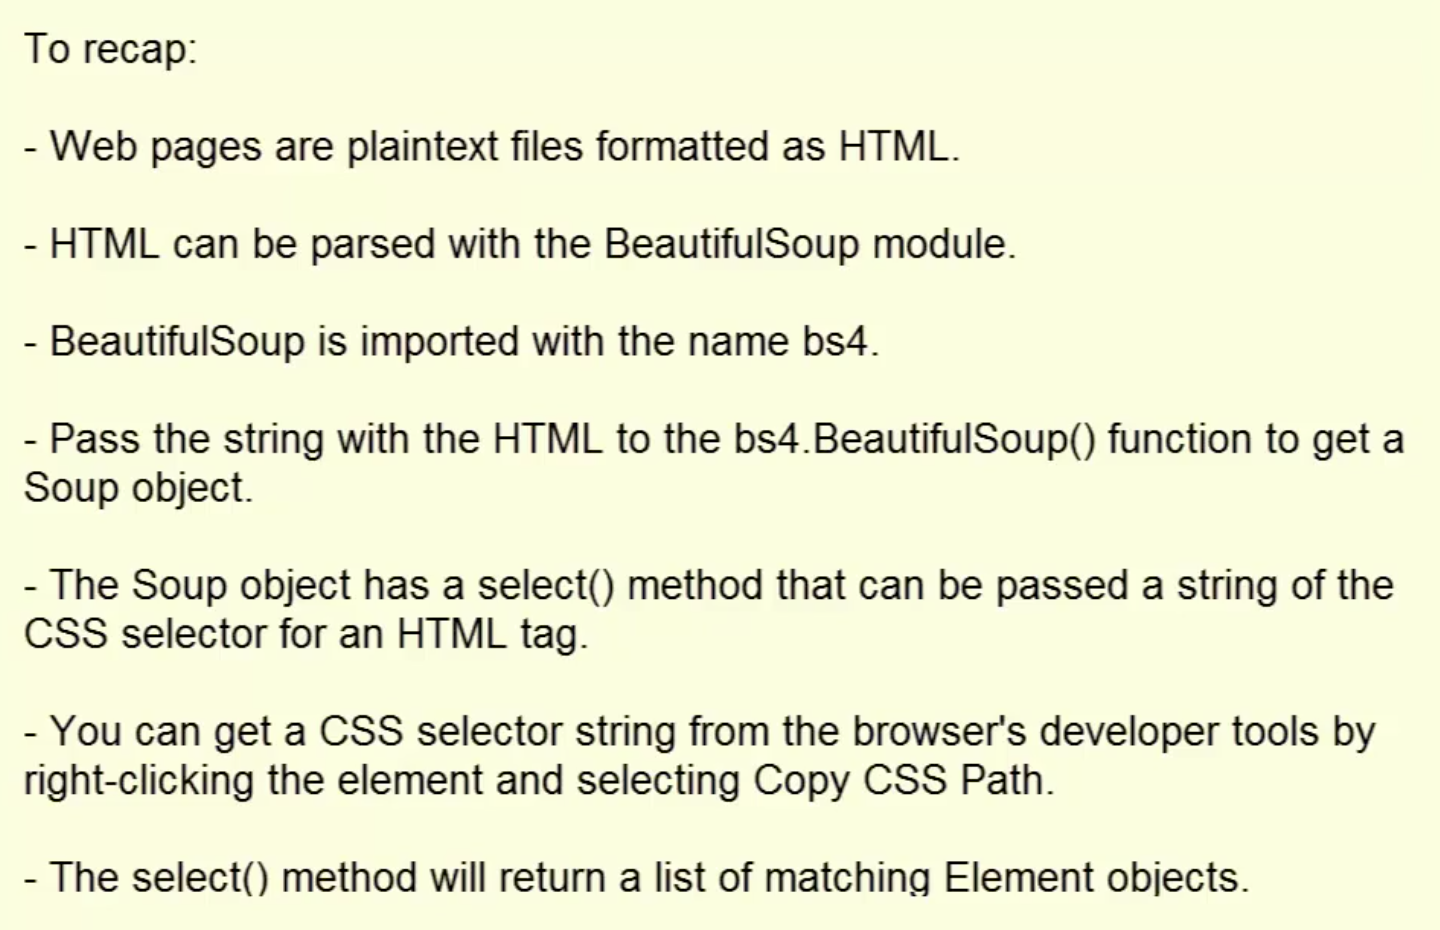 To recap:
- Web pages are plaintext files formatted as HTML.
- HTML can be parsed with the BeautifulSoup module.
- BeautifulSoup is imported with the name bs4.
- Pass the string with the HTML to the bs4.BeautifulSoup() function to get a
Soup object.
- The Soup object has a select() method that can be passed a string of the
CSS selector for an HTML tag.
- You can get a CSS selector string from the browser's developer tools by
right-clicking the element and selecting Copy CSS Path.
- The select() method will return a list of matching Element objects.